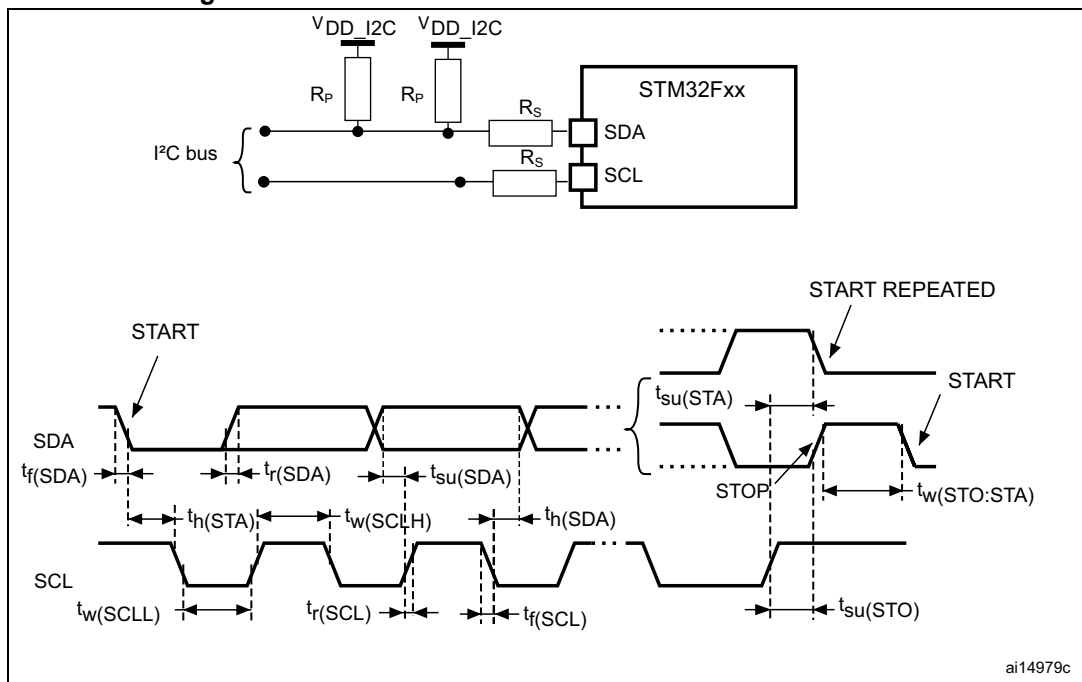 VDD_I2C VDD_I2C
STM32Fxx
RP RP RS
SDA
I²C bus
RS
SCL
START REPEATED
START
START
tsu(STA)
SDA
tf(SDA) tr(SDA) tsu(SDA)
STOP tw(STO:STA)
th(STA) tw(SCLH) th(SDA)
SCL
tw(SCLL) tr(SCL) tf(SCL) tsu(STO)
ai14979c